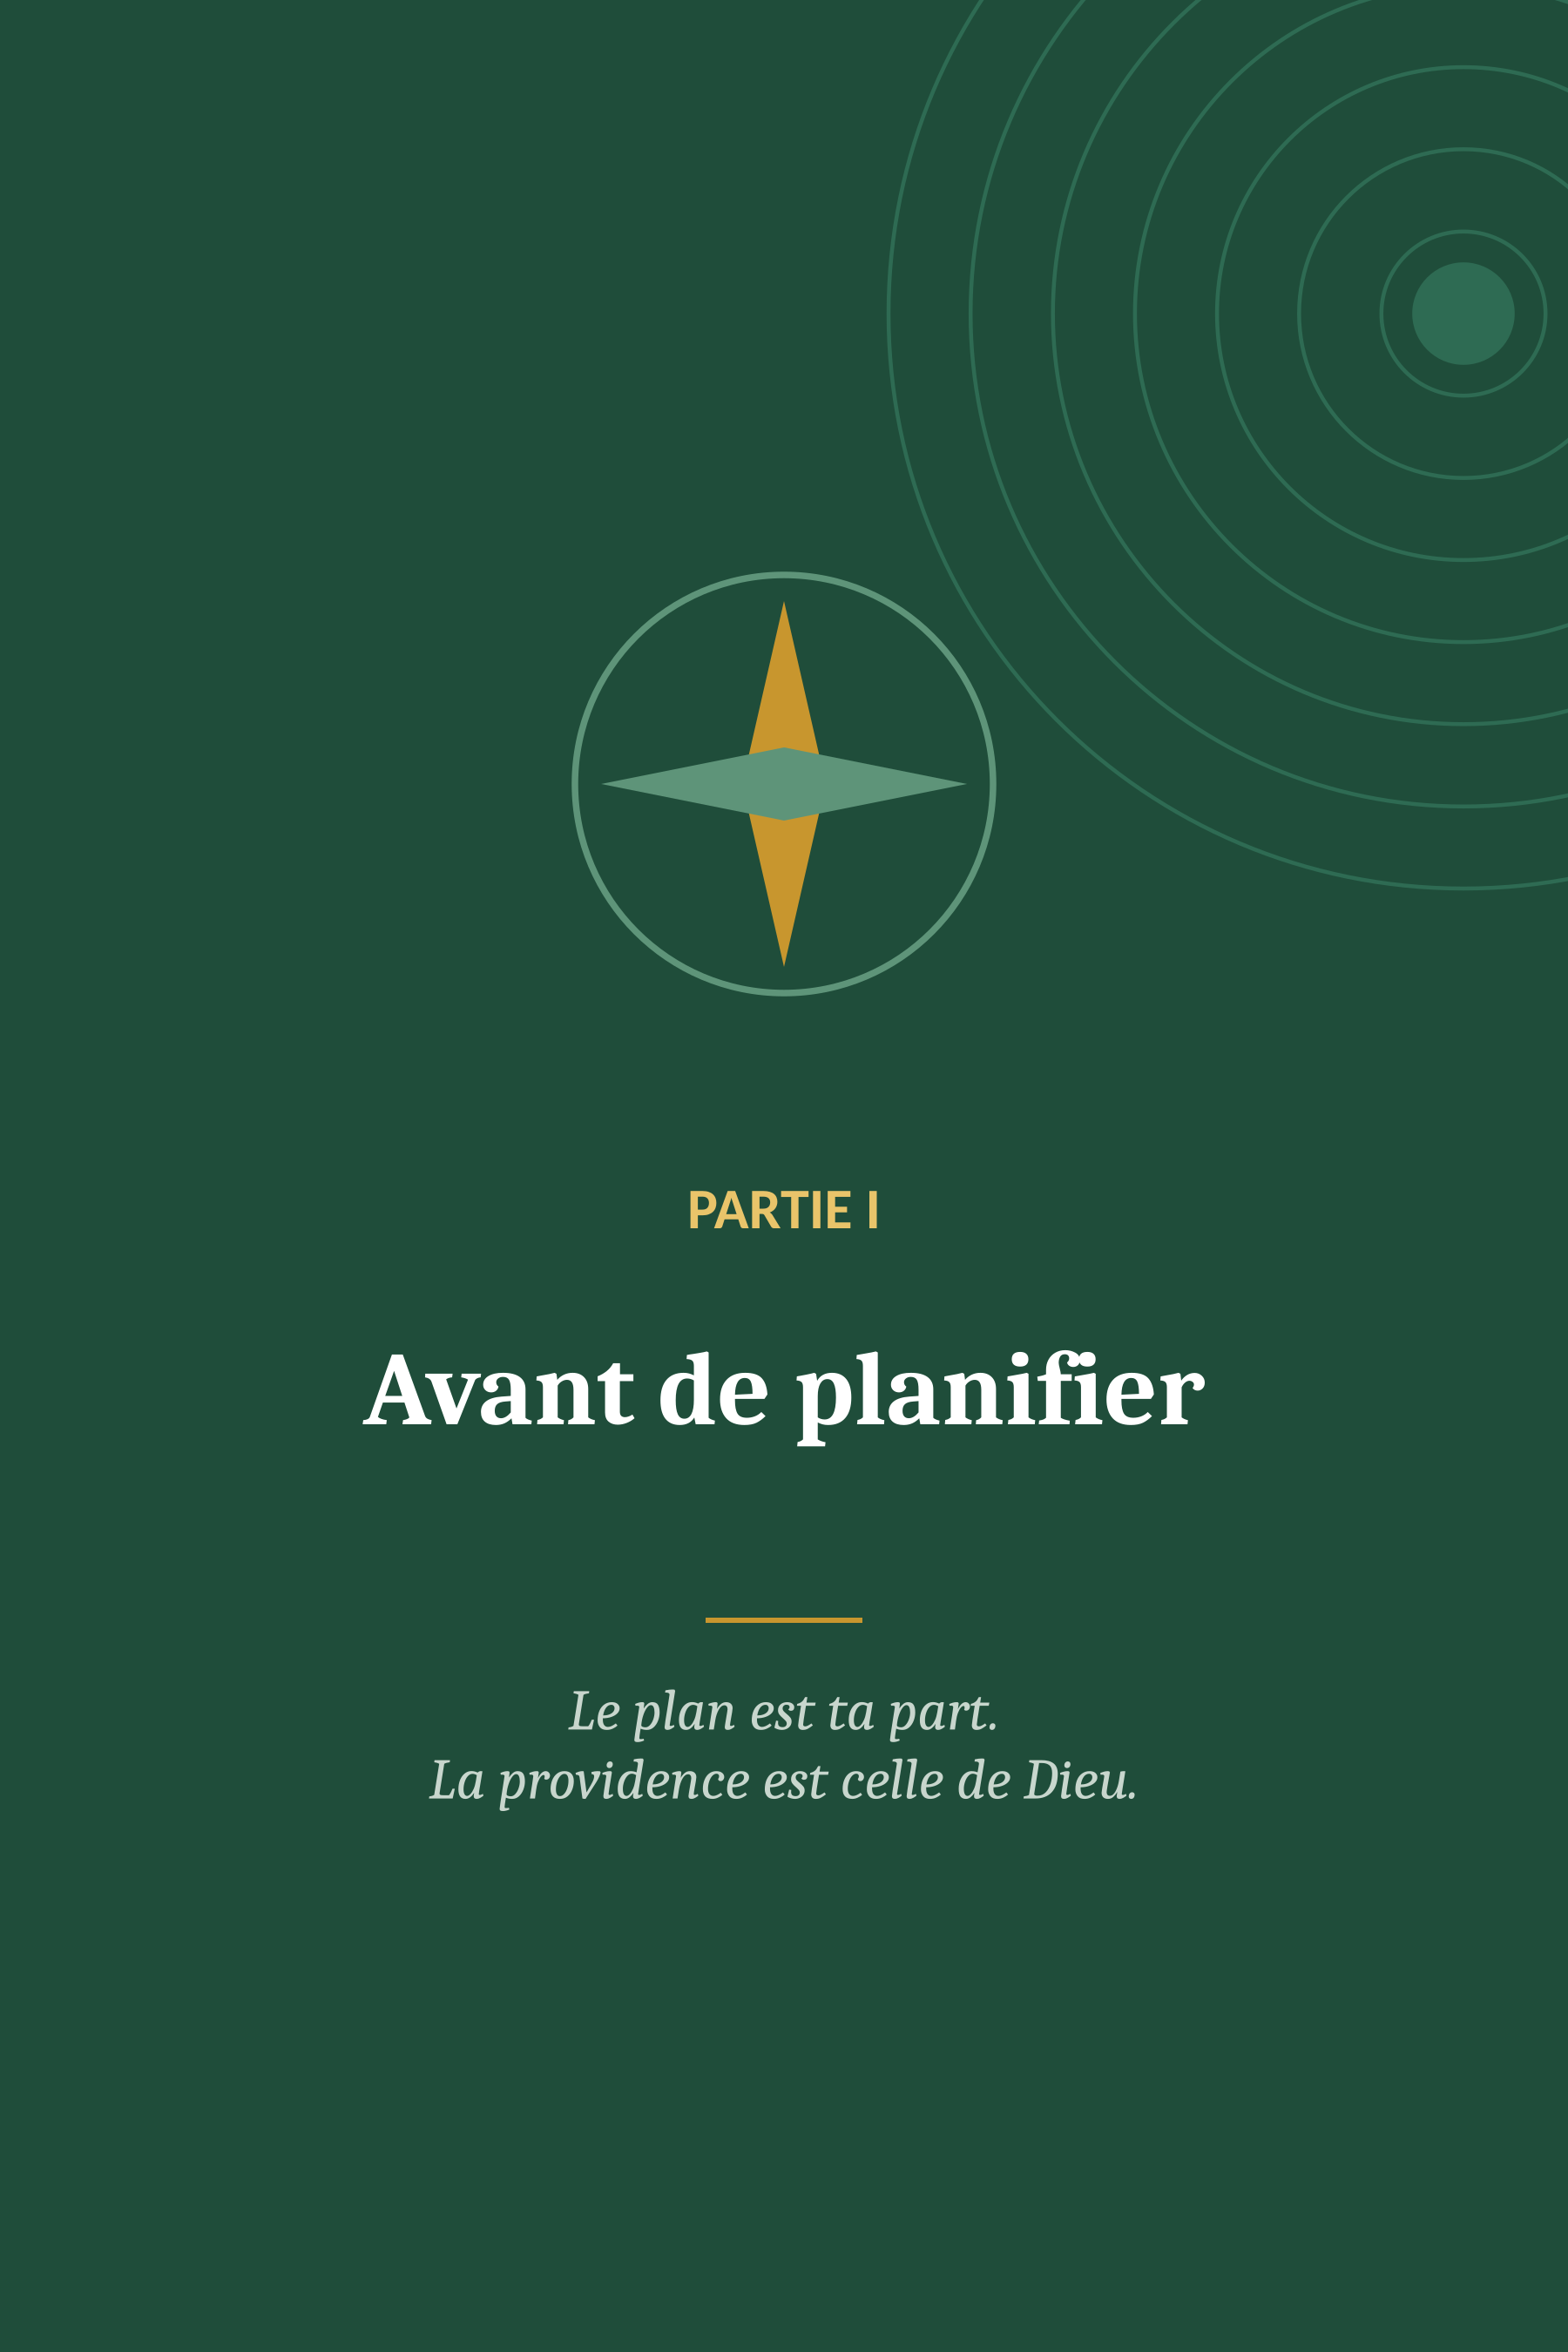 PARTIE I
Avant de planifier
Le plan est ta part.
La providence est celle de Dieu.